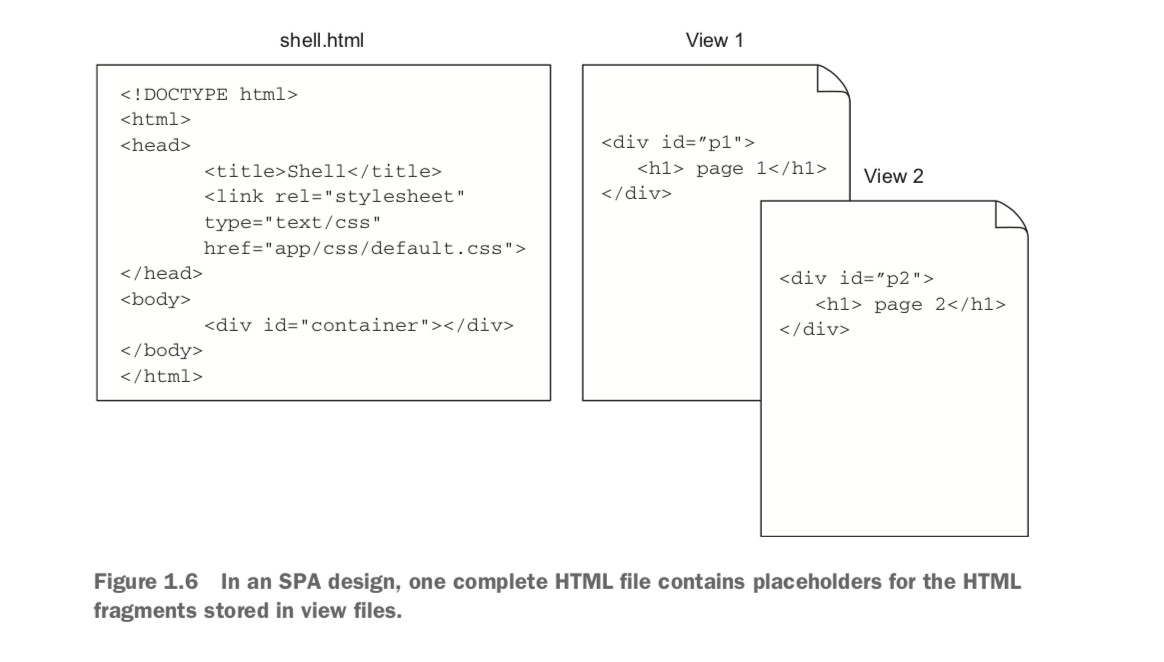 shell.html
<!DOCTYPE html>
<html>
<head>
<title>Shell</title>
<link rel="stylesheet"
type="text/css"
href="app/css/default.css">
</head>
<body>
<div id="container"></div>
</body>
</html>
View 1
<div id=”p1">
<h1> page 1</h1>
</div>
View 2
<div id=”p2">
<h1> page 2</h1>
</div>
Figure 1.6 In an SPA design, one complete HTML file contains placeholders for the HTML
fragments stored in view files.